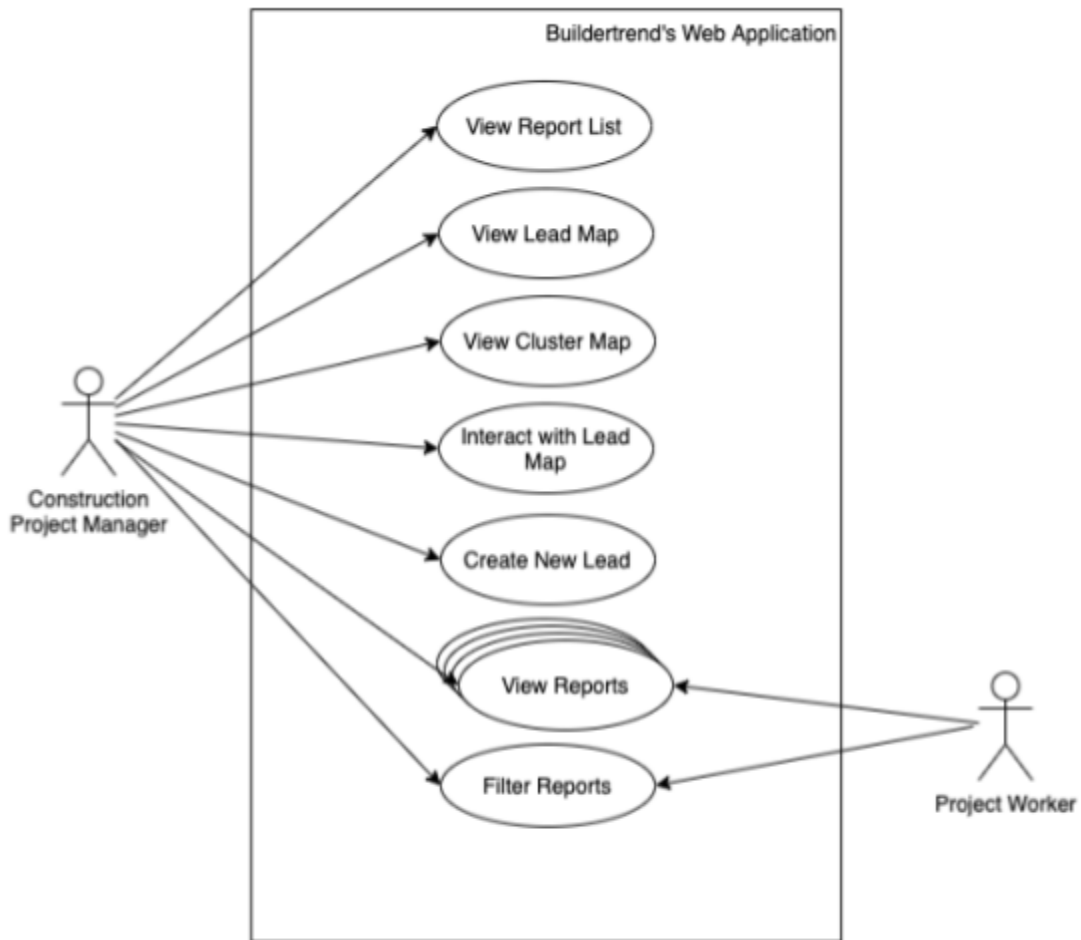 Buildertrend's Web Application
View Report List
View Lead Map
View Cluster Map
Interact with Lead
Map
Construction
Project Manager
Create New Lead
View Reports
Filter Reports
Project Worker